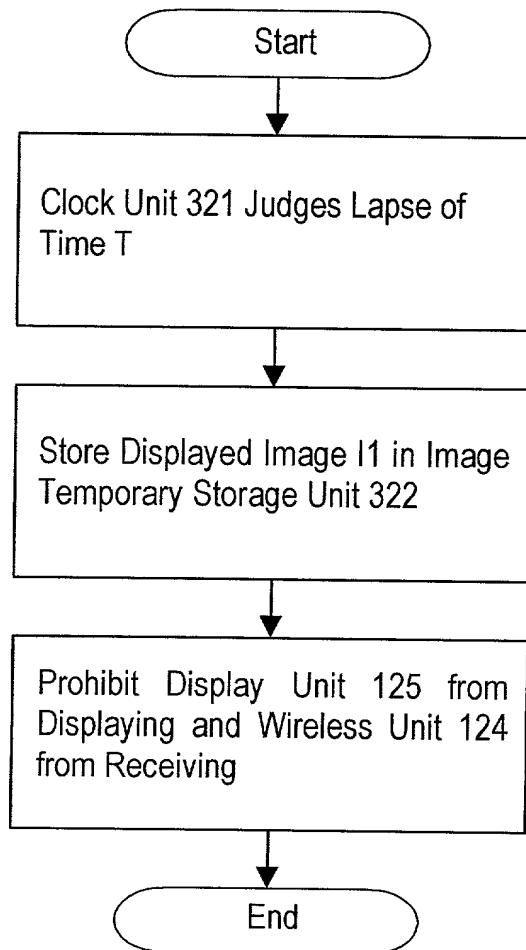 Start
Clock Unit 321 Judges Lapse of
Time T
Store Displayed Image I1 in Image
Temporary Storage Unit 322
Prohibit Display Unit 125 from
Displaying and Wireless Unit 124
from Receiving
End